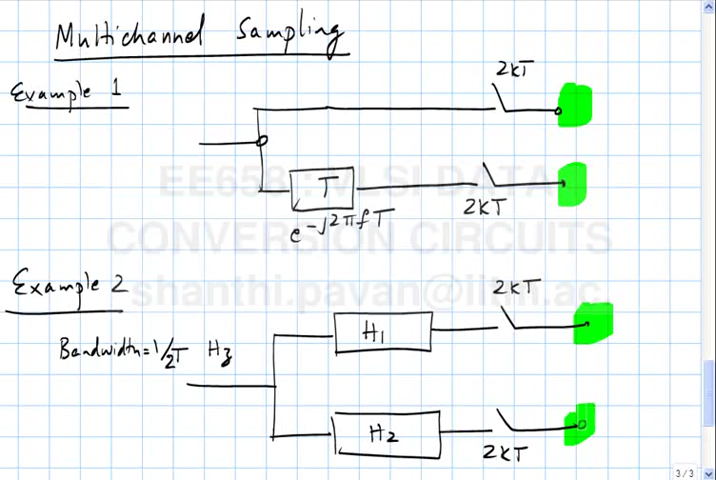 Multichannel Sampling
Example 1
2KT
T
e^-j2πfT
2KT
EE658 : VLSI DATA
CONVERSION CIRCUITS
shanthi.pavan@iitm.ac
Example 2
2KT
Bandwidth=1/2T Hz
H1
H2
2KT
3/3